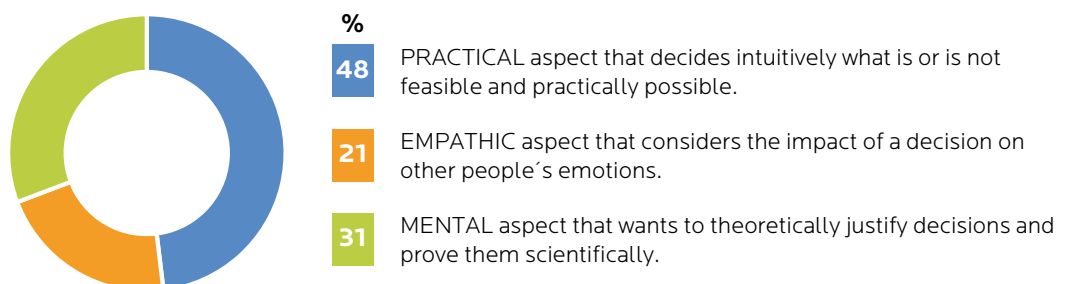 %
48
PRACTICAL aspect that decides intuitively what is or is not
feasible and practically possible.
21
EMPATHIC aspect that considers the impact of a decision on
other people´s emotions.
31
MENTAL aspect that wants to theoretically justify decisions and
prove them scientifically.